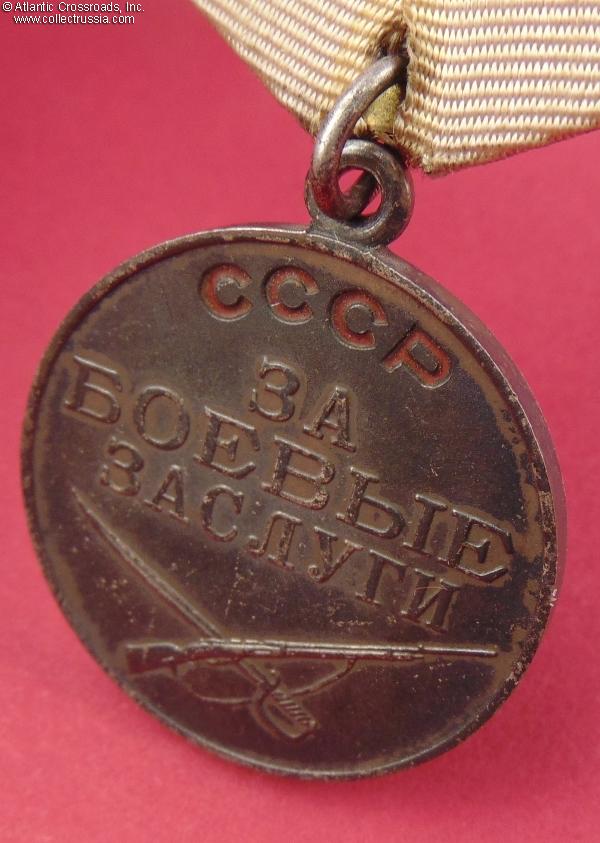 © Atlantic Crossroads, Inc.
www.collectrussia.com
СССР
ЗА
БОЕВЫЕ
ЗАСЛУГИ